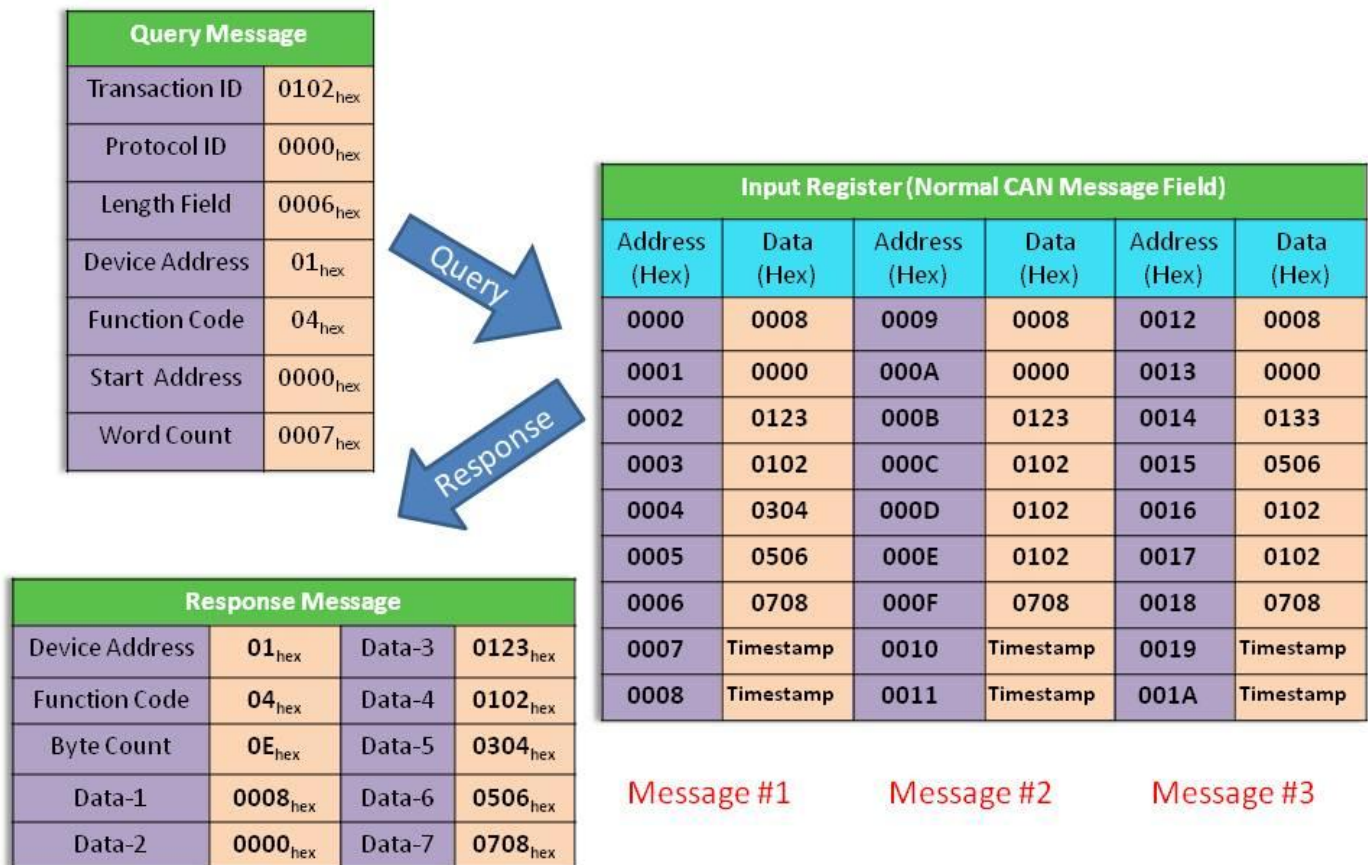 Query Message
Transaction ID 0102hex
Protocol ID 0000hex
Length Field 0006hex
Device Address 01hex
Function Code 04hex
Start Address 0000hex
Word Count 0007hex
Query
Response
Input Register (Normal CAN Message Field)
Address (Hex) Data (Hex) Address (Hex) Data (Hex) Address (Hex) Data (Hex)
0000 0008 0009 0008 0012 0008
0001 0000 000A 0000 0013 0000
0002 0123 000B 0123 0014 0133
0003 0102 000C 0102 0015 0506
0004 0304 000D 0102 0016 0102
0005 0506 000E 0102 0017 0102
0006 0708 000F 0708 0018 0708
0007 Timestamp 0010 Timestamp 0019 Timestamp
0008 Timestamp 0011 Timestamp 001A Timestamp
Message #1 Message #2 Message #3
Response Message
Device Address 01hex Data-3 0123hex
Function Code 04hex Data-4 0102hex
Byte Count 0Ehex Data-5 0304hex
Data-1 0008hex Data-6 0506hex
Data-2 0000hex Data-7 0708hex